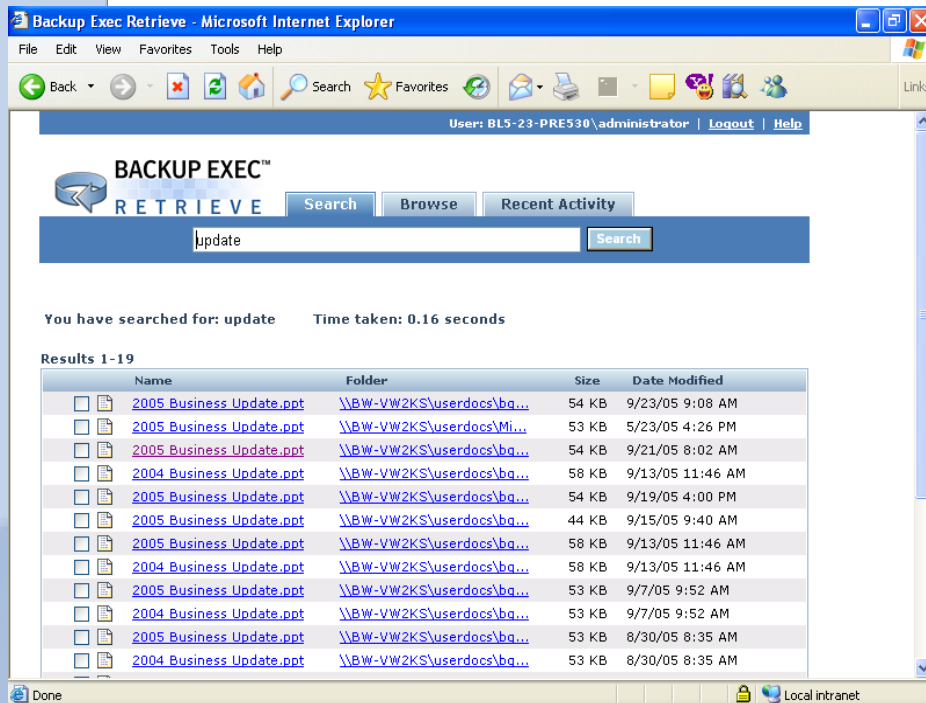 Backup Exec Retrieve - Microsoft Internet Explorer
File Edit View Favorites Tools Help
Back Search Favorites Links
User: BL5-23-PRE530\administrator | Logout | Help
BACKUP EXEC™
RETRIEVE Search Browse Recent Activity
update Search
You have searched for: update Time taken: 0.16 seconds
Results 1-19
Name Folder Size Date Modified
2005 Business Update.ppt \\BW-VW2KS\userdocs\bg... 54 KB 9/23/05 9:08 AM
2005 Business Update.ppt \\BW-VW2KS\userdocs\Mi... 53 KB 5/23/05 4:26 PM
2005 Business Update.ppt \\BW-VW2KS\userdocs\bg... 54 KB 9/21/05 8:02 AM
2004 Business Update.ppt \\BW-VW2KS\userdocs\bg... 58 KB 9/13/05 11:46 AM
2005 Business Update.ppt \\BW-VW2KS\userdocs\bg... 54 KB 9/19/05 4:00 PM
2005 Business Update.ppt \\BW-VW2KS\userdocs\bg... 44 KB 9/15/05 9:40 AM
2005 Business Update.ppt \\BW-VW2KS\userdocs\bg... 58 KB 9/13/05 11:46 AM
2004 Business Update.ppt \\BW-VW2KS\userdocs\bg... 58 KB 9/13/05 11:46 AM
2005 Business Update.ppt \\BW-VW2KS\userdocs\bg... 53 KB 9/7/05 9:52 AM
2004 Business Update.ppt \\BW-VW2KS\userdocs\bg... 53 KB 9/7/05 9:52 AM
2005 Business Update.ppt \\BW-VW2KS\userdocs\bg... 53 KB 8/30/05 8:35 AM
2004 Business Update.ppt \\BW-VW2KS\userdocs\bg... 53 KB 8/30/05 8:35 AM
Done Local intranet